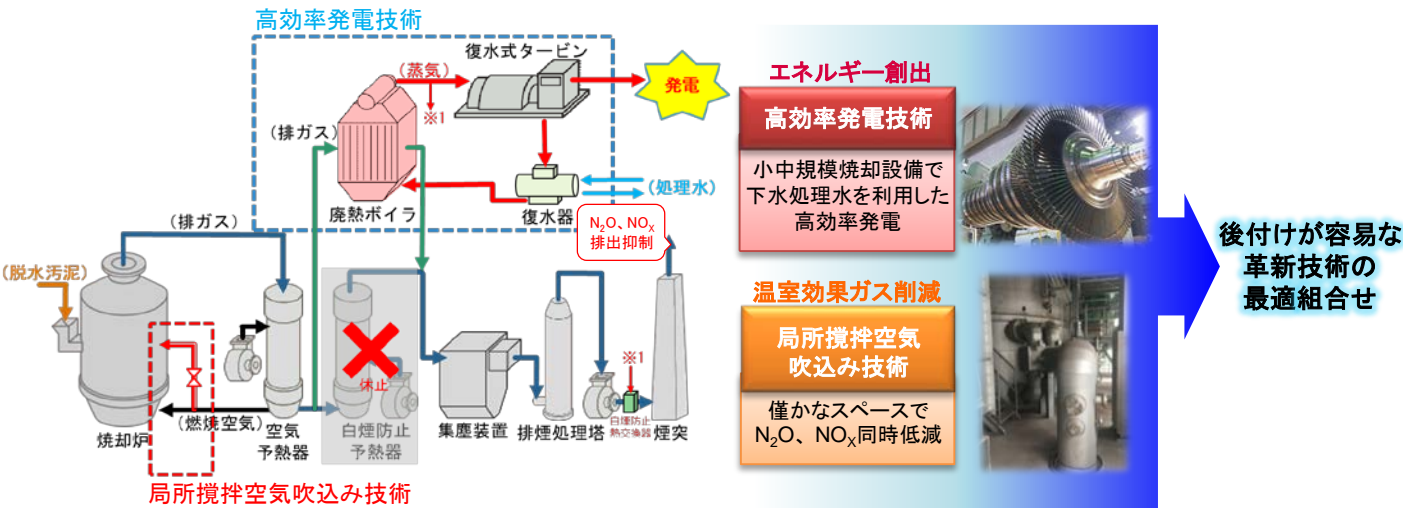 高効率発電技術
復水式タービン
(蒸気)
発電
※1
(排ガス)
(処理水)
廃熱ボイラ
復水器
N₂O、NOX
排出抑制
(排ガス)
(脱水汚泥)
休止
※1
(燃焼空気)
焼却炉
空気
予熱器
白煙防止
予熱器
集塵装置
排煙処理塔
白煙防止
熱交換器
煙突
局所撹拌空気吹込み技術
エネルギー創出
高効率発電技術
小中規模焼却設備で
下水処理水を利用した
高効率発電
温室効果ガス削減
局所撹拌空気
吹込み技術
僅かなスペースで
N₂O、NOX同時低減
後付けが容易な
革新技術の
最適組合せ